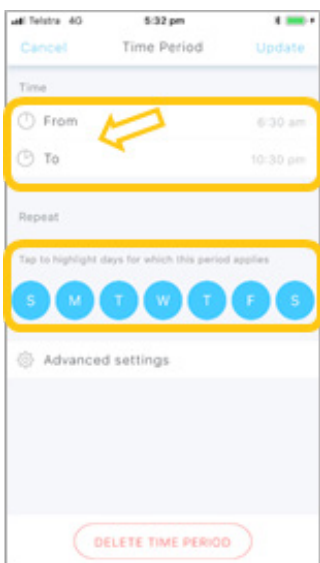 Telstra 4G 5:32 pm
Cancel Time Period Update
Time
From 6:30 am
To 10:30 pm
Repeat
Tap to highlight days for which this period applies
S M T W T F S
Advanced settings
DELETE TIME PERIOD